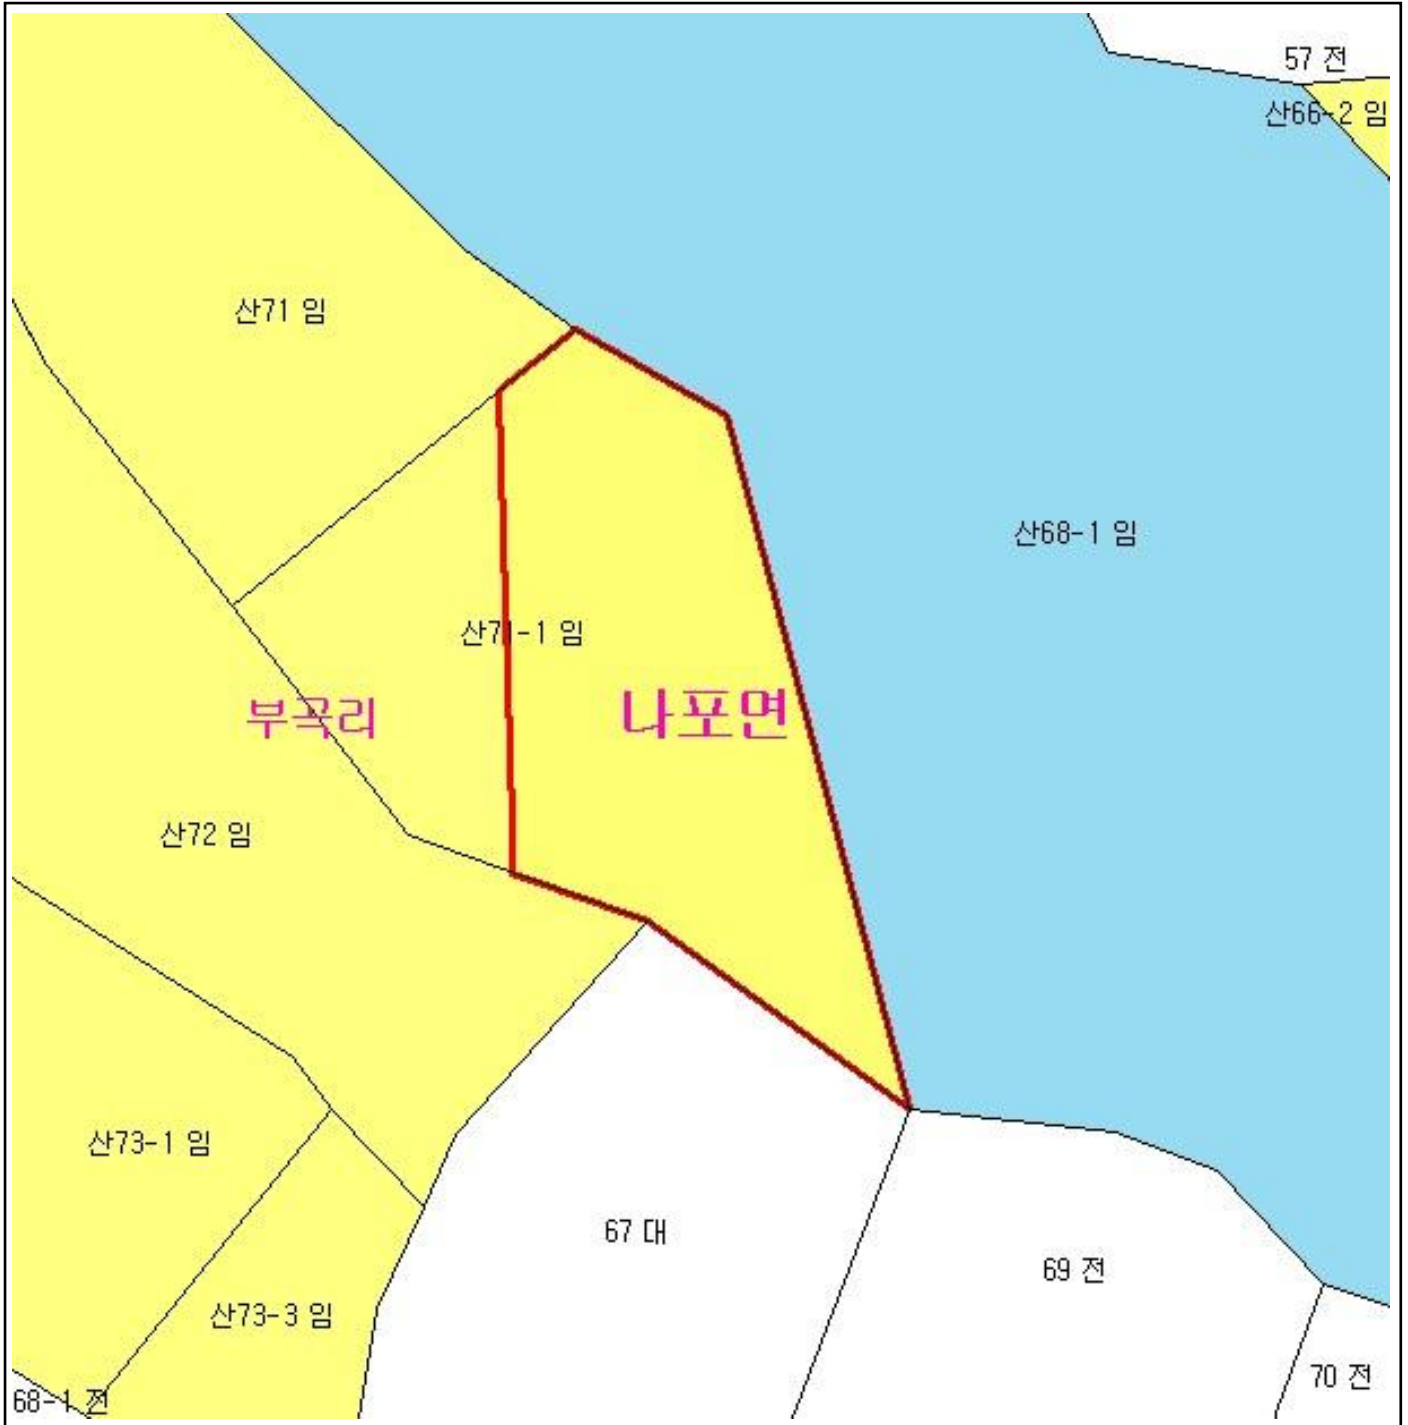 57 전
산66-2 임
산71 임
산68-1 임
산71-1 임
부곡리
나포면
산72 임
산73-1 임
67 대
69 전
산73-3 임
70 전
68-1 전